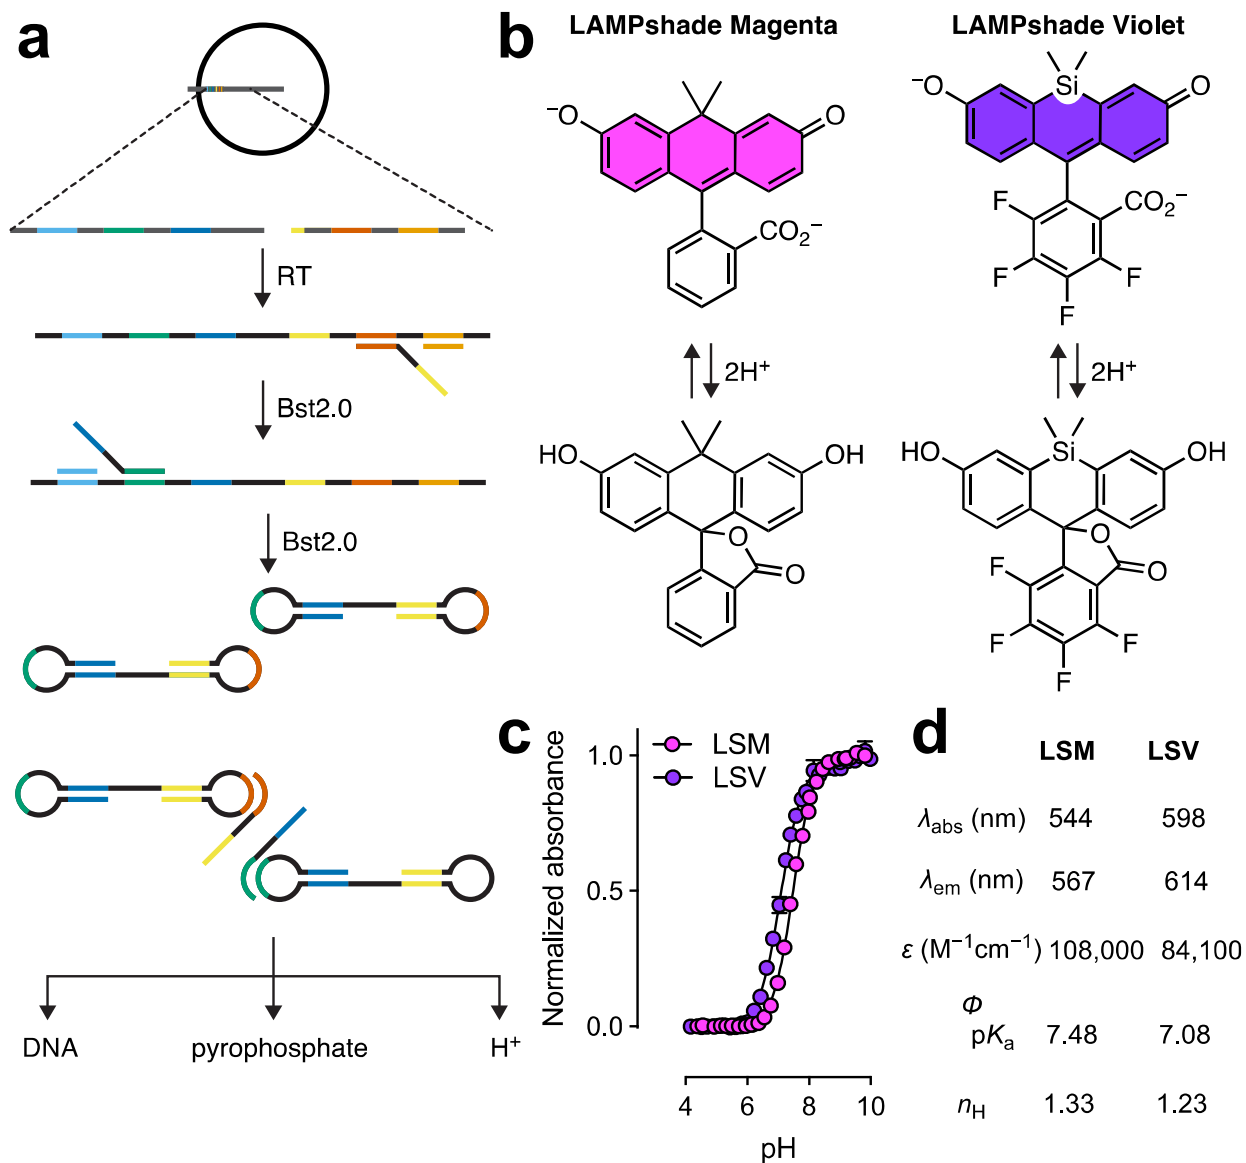 a
RT
Bst2.0
Bst2.0
DNA
pyrophosphate
H⁺
b
LAMPshade Magenta
LAMPshade Violet
⁻O
O
CO₂⁻
⁻O
Si
O
F
CO₂⁻
F
F
F
2H⁺
2H⁺
HO
OH
O
O
HO
Si
OH
O
F
O
F
F
F
c
LSM
LSV
Normalized absorbance
1.0
0.5
0.0
4
6
8
10
pH
d
LSM LSV
λabs (nm) 544 598
λem (nm) 567 614
ε (M⁻¹cm⁻¹) 108,000 84,100
Φ
pKa 7.48 7.08
nH 1.33 1.23